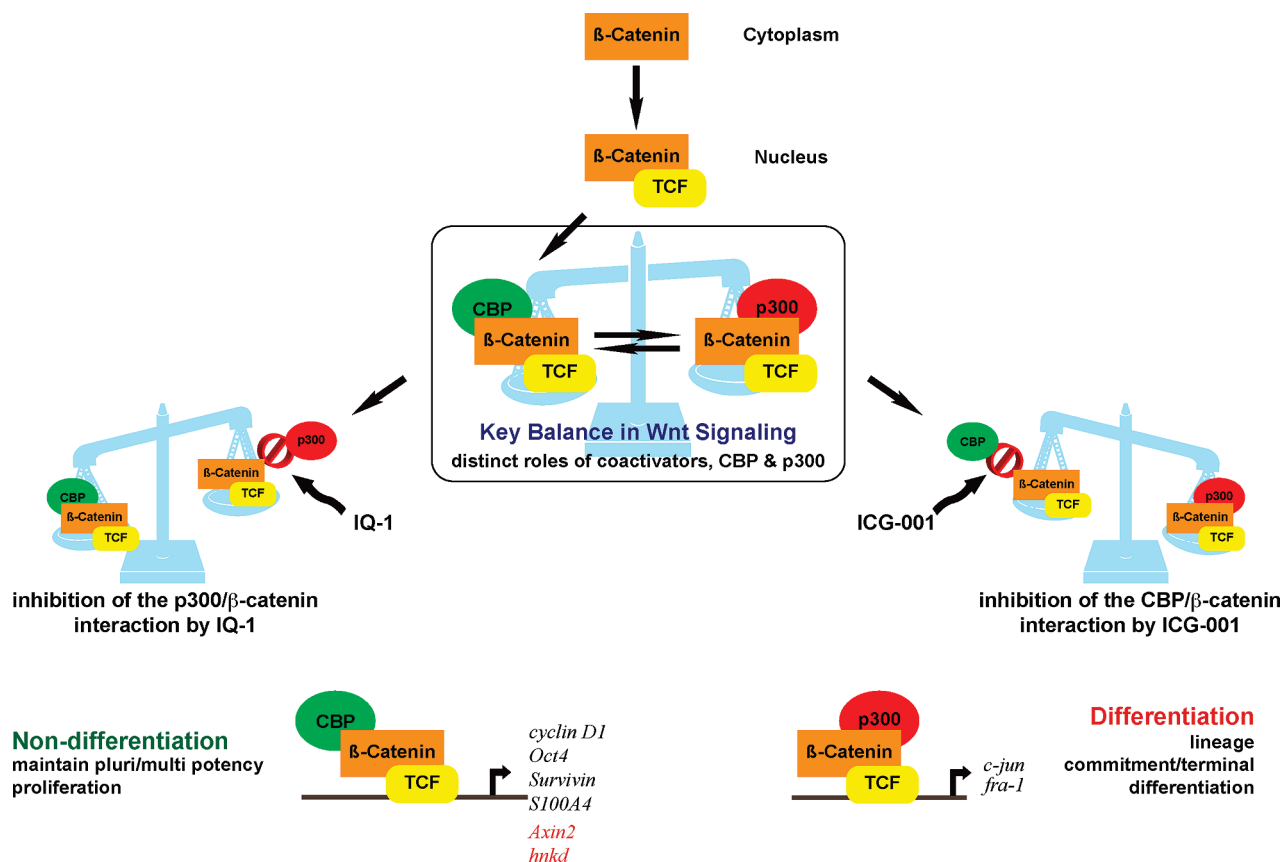 ß-Catenin
Cytoplasm
ß-Catenin
TCF
Nucleus
CBP
ß-Catenin
TCF
p300
ß-Catenin
TCF
Key Balance in Wnt Signaling
distinct roles of coactivators, CBP & p300
p300
ß-Catenin
TCF
CBP
ß-Catenin
TCF
IQ-1
inhibition of the p300/β-catenin
interaction by IQ-1
CBP
ß-Catenin
TCF
p300
ß-Catenin
TCF
ICG-001
inhibition of the CBP/β-catenin
interaction by ICG-001
Non-differentiation
maintain pluri/multi potency
proliferation
CBP
ß-Catenin
TCF
cyclin D1
Oct4
Survivin
S100A4
Axin2
hnkd
p300
ß-Catenin
TCF
c-jun
fra-1
Differentiation
lineage
commitment/terminal
differentiation